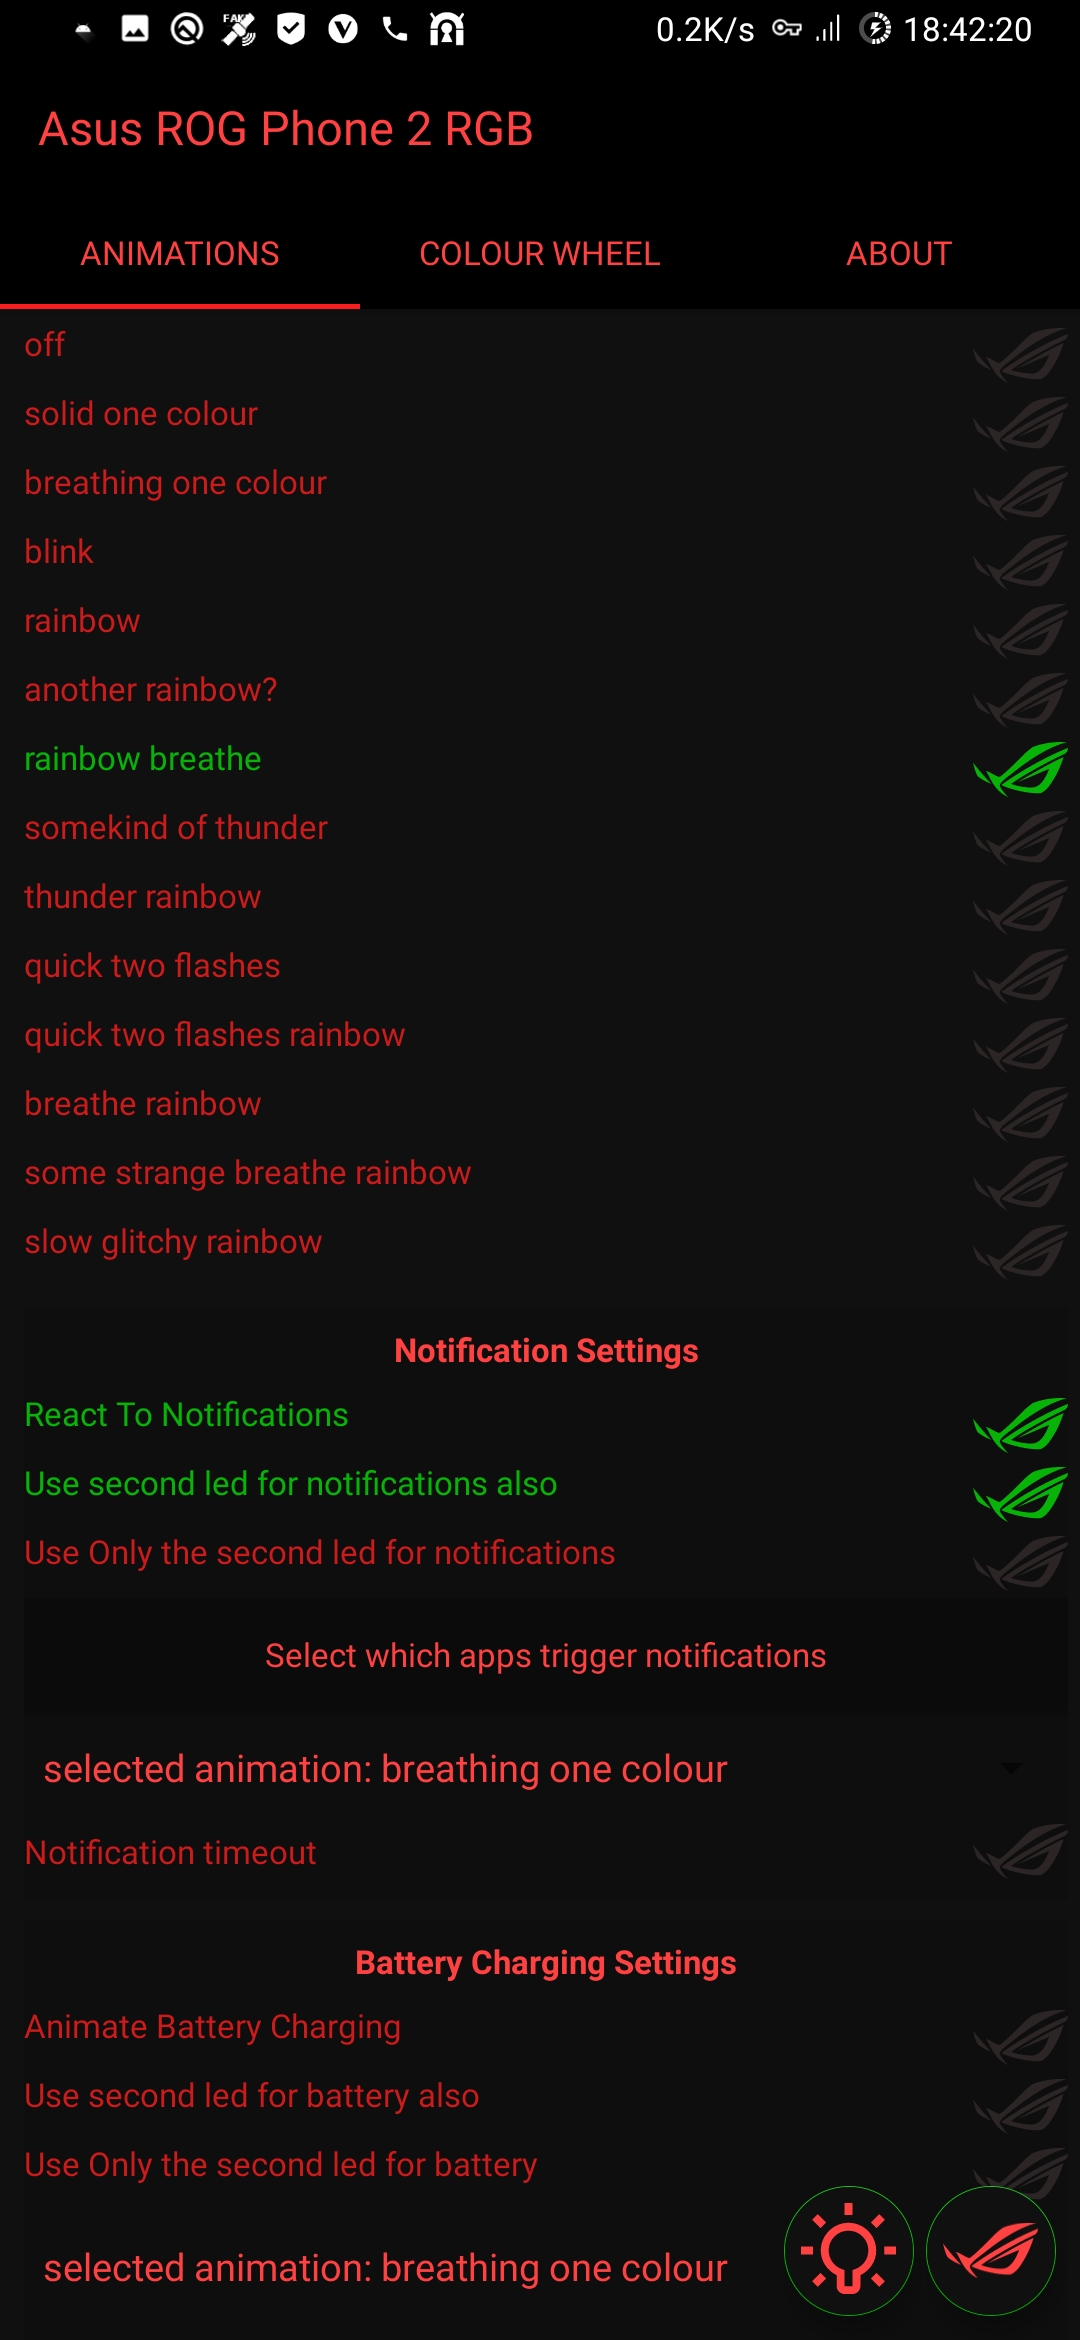 FAKE
0.2K/s
18:42:20
Asus ROG Phone 2 RGB
ANIMATIONS
COLOUR WHEEL
ABOUT
off
solid one colour
breathing one colour
blink
rainbow
another rainbow?
rainbow breathe
somekind of thunder
thunder rainbow
quick two flashes
quick two flashes rainbow
breathe rainbow
some strange breathe rainbow
slow glitchy rainbow
Notification Settings
React To Notifications
Use second led for notifications also
Use Only the second led for notifications
Select which apps trigger notifications
selected animation: breathing one colour
Notification timeout
Battery Charging Settings
Animate Battery Charging
Use second led for battery also
Use Only the second led for battery
selected animation: breathing one colour